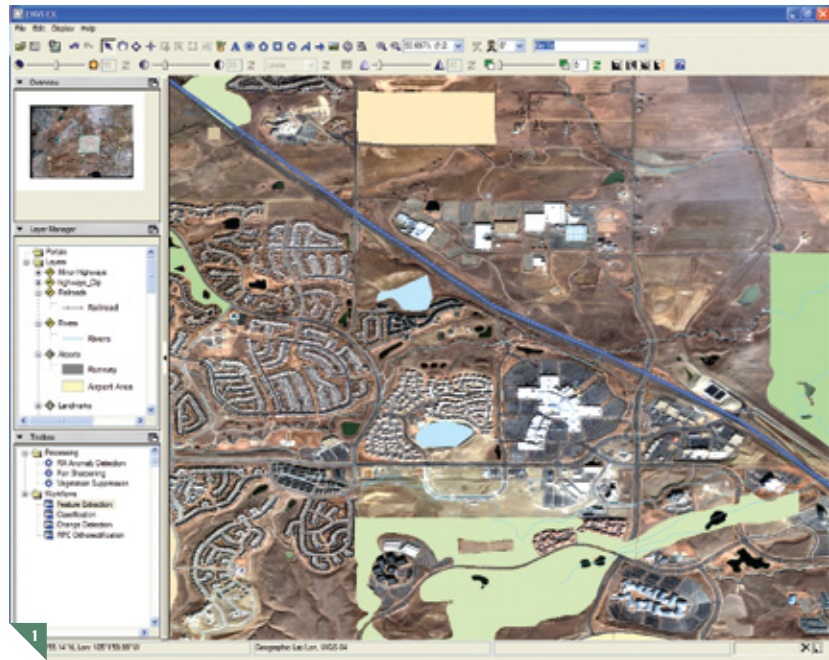 ENVI EX
File Edit Display Help
Overview
Layer Manager
Portals
Layers
Minor Highways
Highways_Clip
Railroads
Railroad
Rivers
Rivers
Airports
Runway
Airport Area
Landmarks
Toolbox
Processing
RX Anomaly Detection
Pan Sharpening
Vegetation Suppression
Workflows
Feature Extraction
Classification
Change Detection
RPC Orthorectification
1
Geographic Lat/Lon, WGS-84